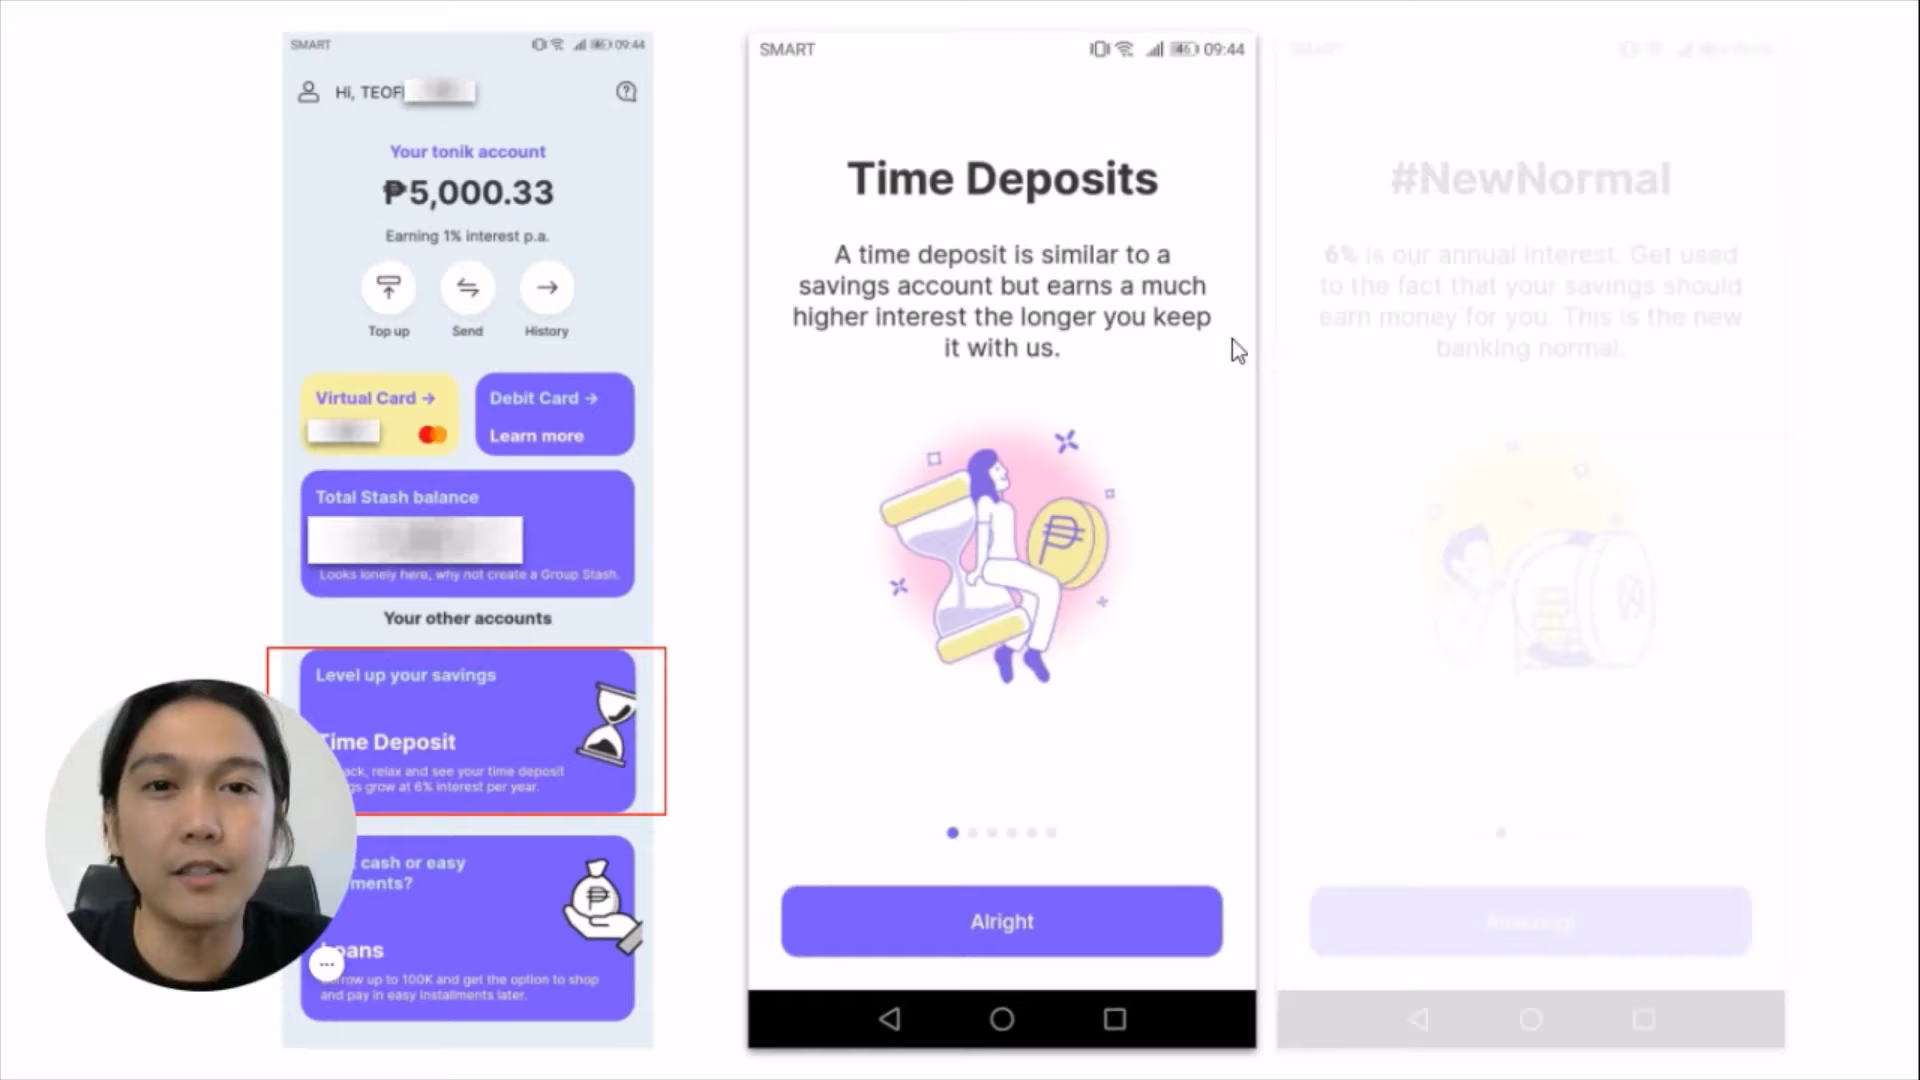 SMART
09:44
Hi, TEOF
Your tonik account
₱5,000.33
Earning 1% interest p.a.
Top up
Send
History
Virtual Card →
Debit Card →
Learn more
Total Stash balance
Looks lonely here, why not create a Group Stash.
Your other accounts
Level up your savings
Time Deposit
ack, relax and see your time deposit
gs grow at 6% interest per year.
cash or easy
ments?
Loans
rrow up to 100K and get the option to shop
and pay in easy installments later.
SMART
46
09:44
Time Deposits
A time deposit is similar to a
savings account but earns a much
higher interest the longer you keep
it with us.
Alright
SMART
#NewNormal
6% is our annual interest. Get used
to the fact that your savings should
earn money for you. This is the new
banking normal.